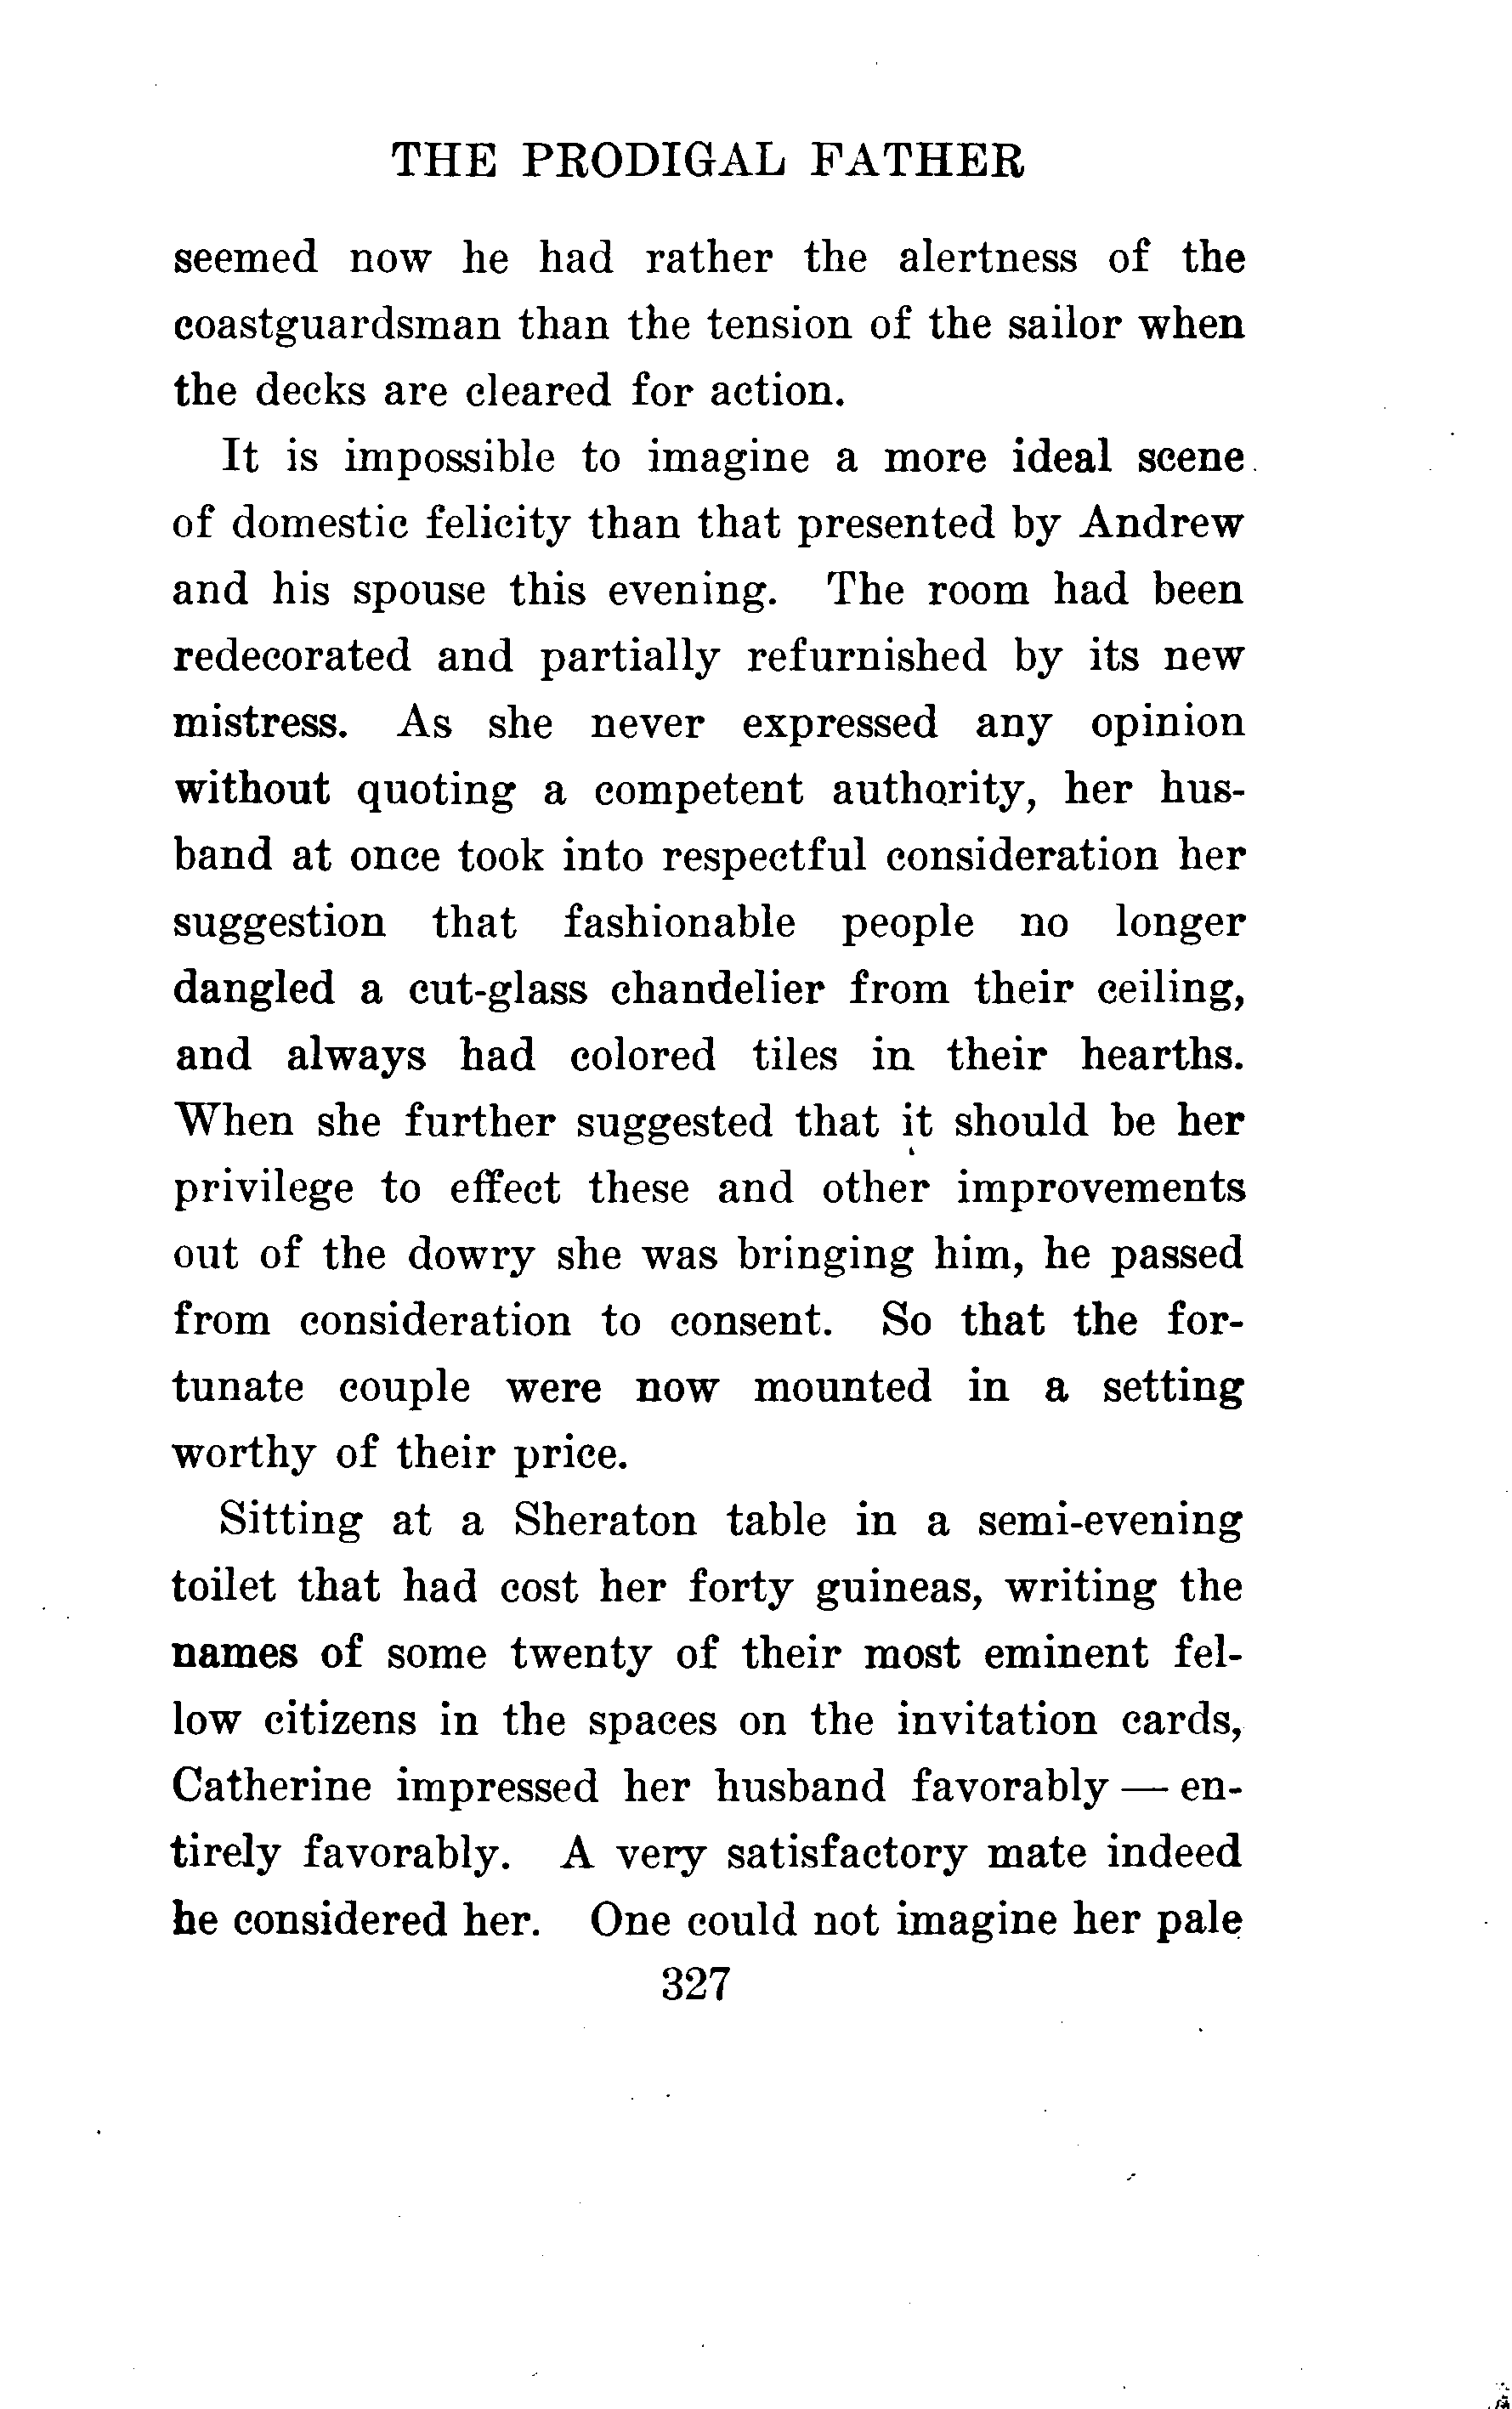 THE PRODIGAL FATHER
seemed now he had rather the alertness of the
coastguardsman than the tension of the sailor when
the decks are cleared for action.
It is impossible to imagine a more ideal scene
of domestic felicity than that presented by Andrew
and his spouse this evening. The room had been
redecorated and partially refurnished by its new
mistress. As she never expressed any opinion
without quoting a competent authority, her hus-
band at once took into respectful consideration her
suggestion that fashionable people no longer
dangled a cut-glass chandelier from their ceiling,
and always had colored tiles in their hearths.
When she further suggested that it should be her
privilege to effect these and other improvements
out of the dowry she was bringing him, he passed
from consideration to consent. So that the for-
tunate couple were now mounted in a setting
worthy of their price.
Sitting at a Sheraton table in a semi-evening
toilet that had cost her forty guineas, writing the
names of some twenty of their most eminent fel-
low citizens in the spaces on the invitation cards,
Catherine impressed her husband favorably — en-
tirely favorably. A very satisfactory mate indeed
he considered her. One could not imagine her pale
327